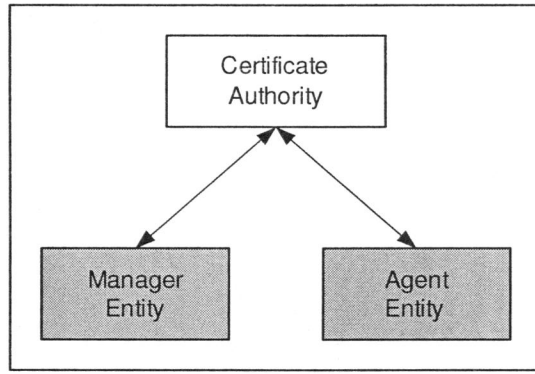 Certificate
Authority
Manager
Entity
Agent
Entity